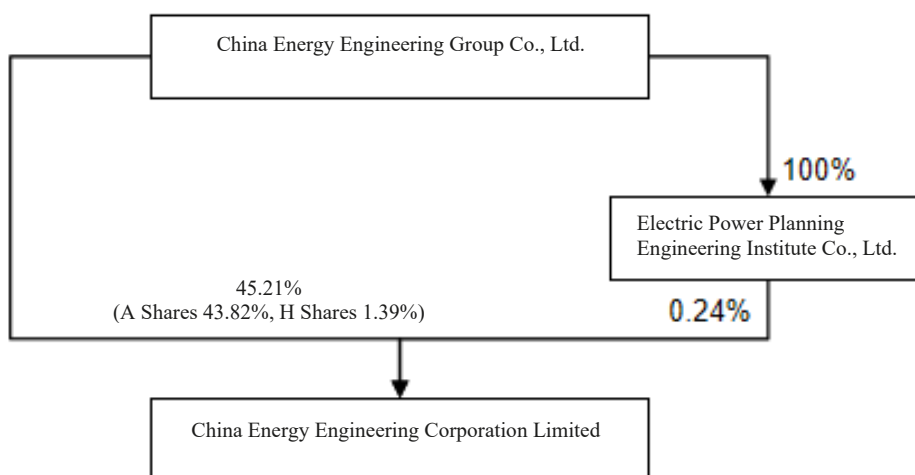 China Energy Engineering Group Co., Ltd.
100%
Electric Power Planning
Engineering Institute Co., Ltd.
45.21%
(A Shares 43.82%, H Shares 1.39%)
0.24%
China Energy Engineering Corporation Limited